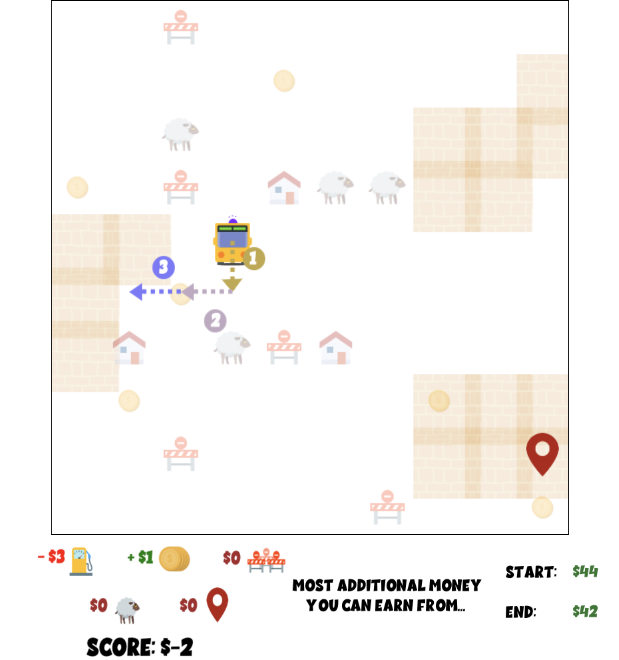 1
3
2
- $3
+ $1
$0
MOST ADDITIONAL MONEY
YOU CAN EARN FROM...
START: $44
$0
$0
END: $42
SCORE: $-2